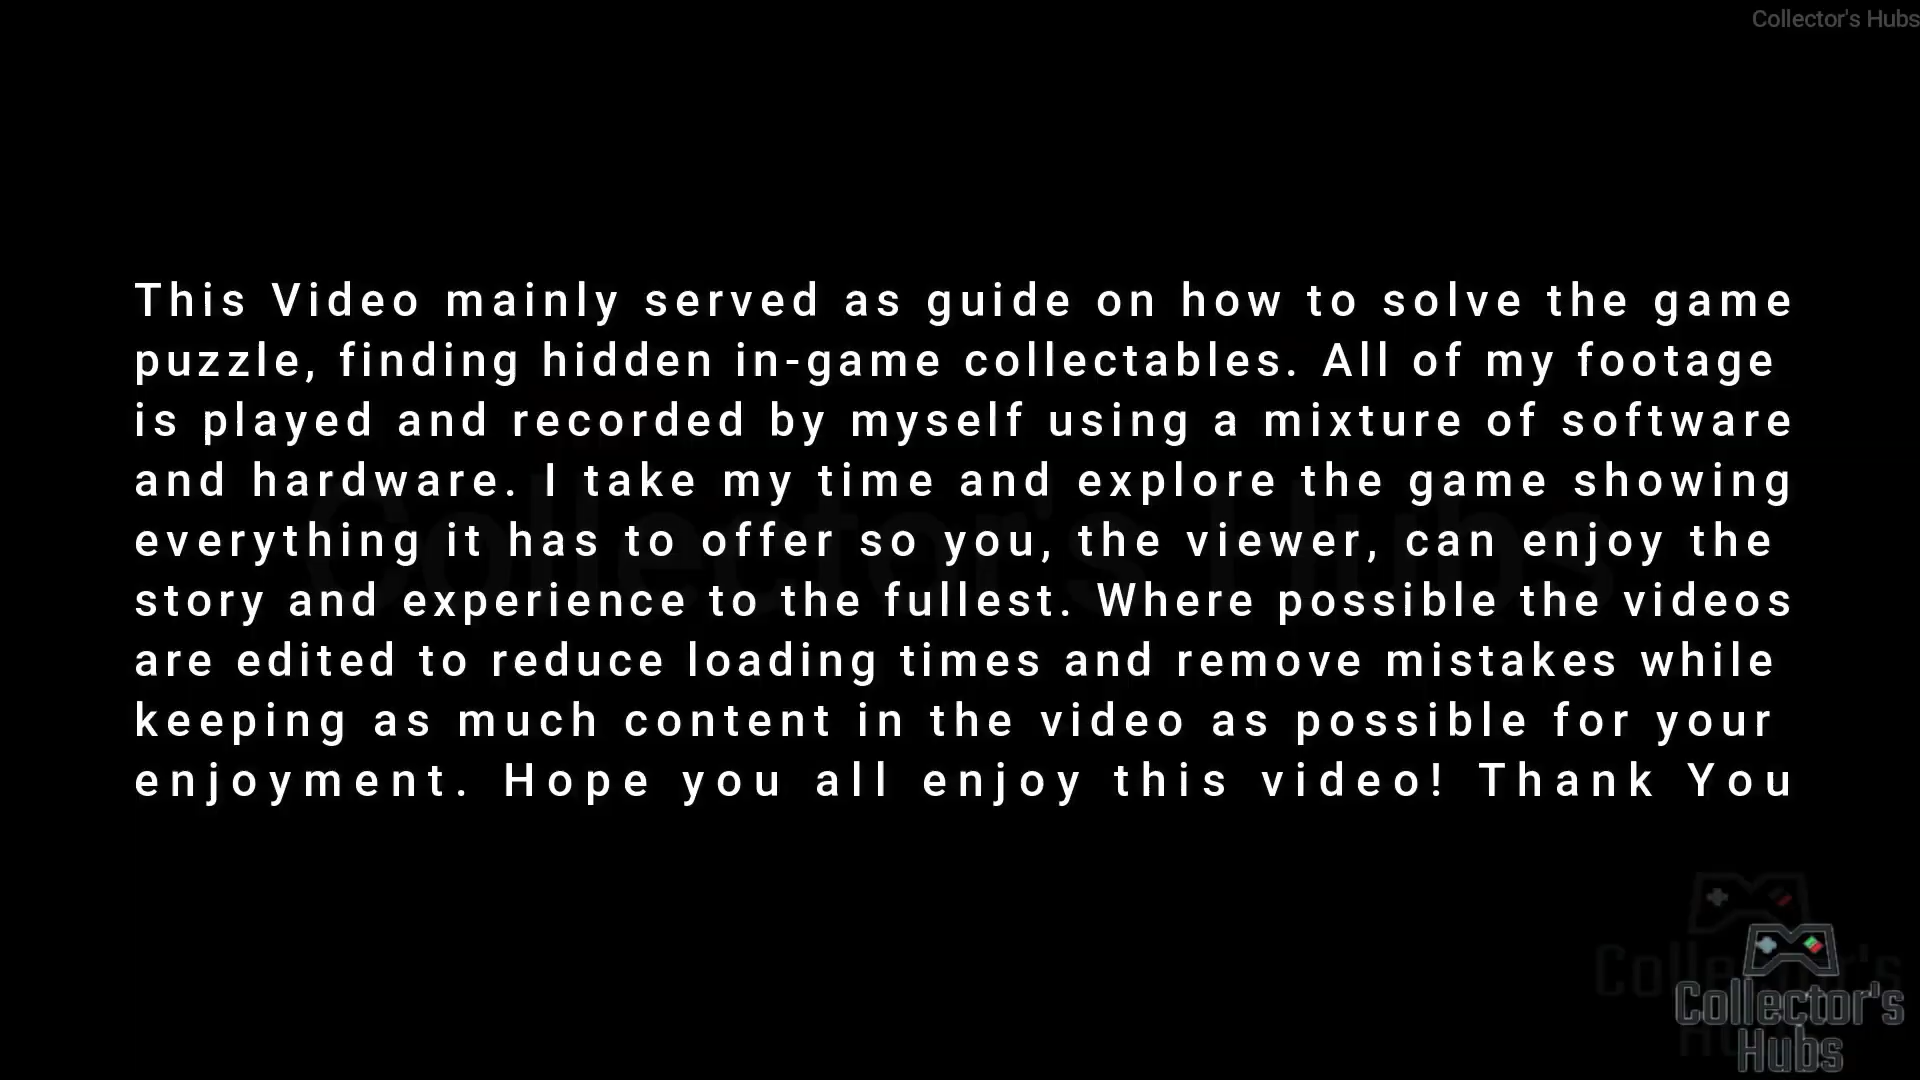 Collector's Hubs
This Video mainly served as guide on how to solve the game
puzzle, finding hidden in-game collectables. All of my footage
is played and recorded by myself using a mixture of software
and hardware. I take my time and explore the game showing
everything it has to offer so you, the viewer, can enjoy the
story and experience to the fullest. Where possible the videos
are edited to reduce loading times and remove mistakes while
keeping as much content in the video as possible for your
enjoyment. Hope you all enjoy this video! Thank You
Collector's Hubs
Collector's
Hubs
Collector's
Hubs